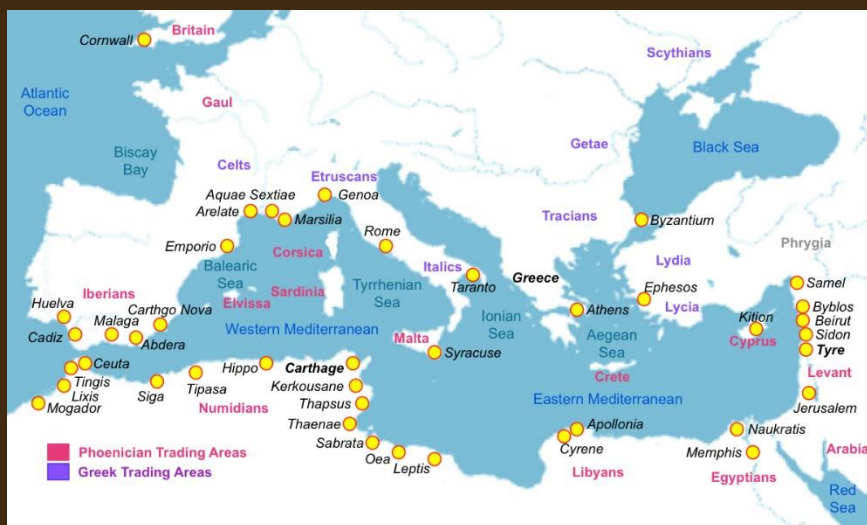 Cornwall
Britain
Scythians
Atlantic
Ocean
Gaul
Getae
Black Sea
Biscay
Bay
Celts
Etruscans
Aquae Sextiae
Genoa
Arelate
Marsilia
Tracians
Byzantium
Rome
Emporio
Corsica
Phrygia
Balearic
Sea
Italics
Greece
Lydia
Tyrrhenian
Sea
Taranto
Ephesos
Samel
Iberians
Sardinia
Elvissa
Huelva
Carthgo Nova
Lycia
Byblos
Ionian
Sea
Athens
Kition
Beirut
Malaga
Western Mediterranean
Cadiz
Abdera
Aegean
Sea
Cyprus
Sidon
Malta
Tyre
Syracuse
Ceuta
Hippo
Carthage
Levant
Tingis
Lixis
Siga
Tipasa
Kerkousane
Crete
Mogador
Numidians
Thapsus
Eastern Mediterranean
Jerusalem
Thaenae
Apollonia
Naukratis
Sabrata
Cyrene
Arabia
Phoenician Trading Areas
Oea
Memphis
Greek Trading Areas
Leptis
Libyans
Egyptians
Red
Sea